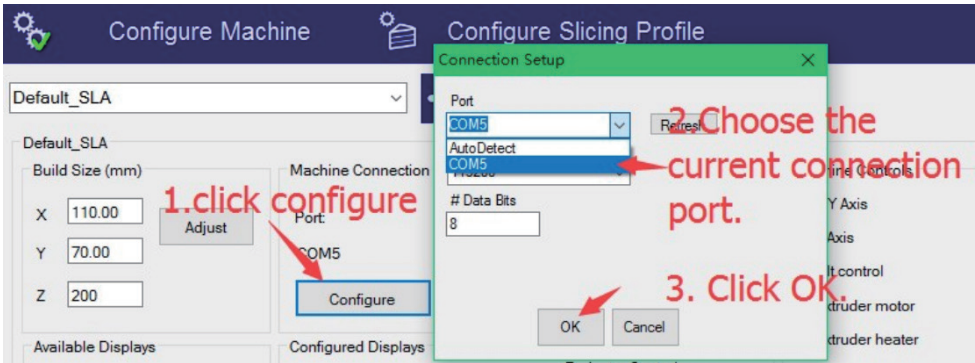 Configure Machine
Configure Slicing Profile
Default_SLA
Connection Setup
Port
COM5
Refresh
AutoDetect
COM5
# Data Bits
8
OK
Cancel
Default_SLA
Build Size (mm)
X 110.00
Y 70.00
Z 200
Adjust
Machine Connection
Port:
COM5
Configure
Available Displays
Configured Displays
Y Axis
Axis
control
motor
heater
1.click configure
2.Choose the
current connection
port.
3. Click OK.